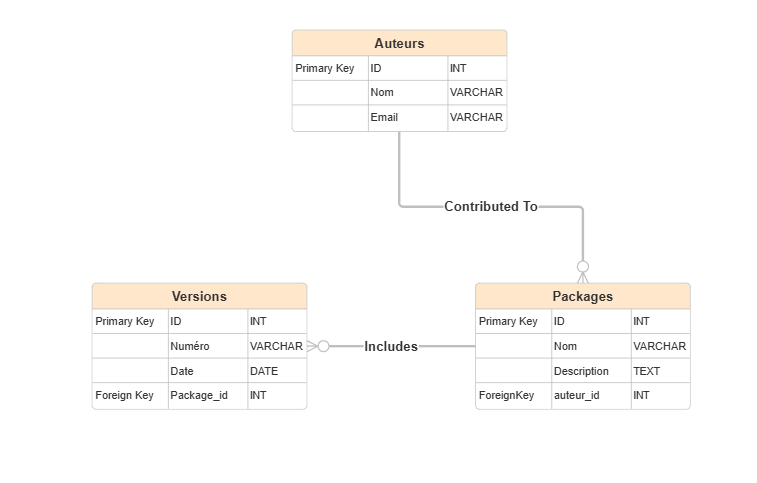 Auteurs
Primary Key ID INT
Nom VARCHAR
Email VARCHAR
Contributed To
Versions
Primary Key ID INT
Numéro VARCHAR
Date DATE
Foreign Key Package_id INT
Includes
Packages
Primary Key ID INT
Nom VARCHAR
Description TEXT
ForeignKey auteur_id INT